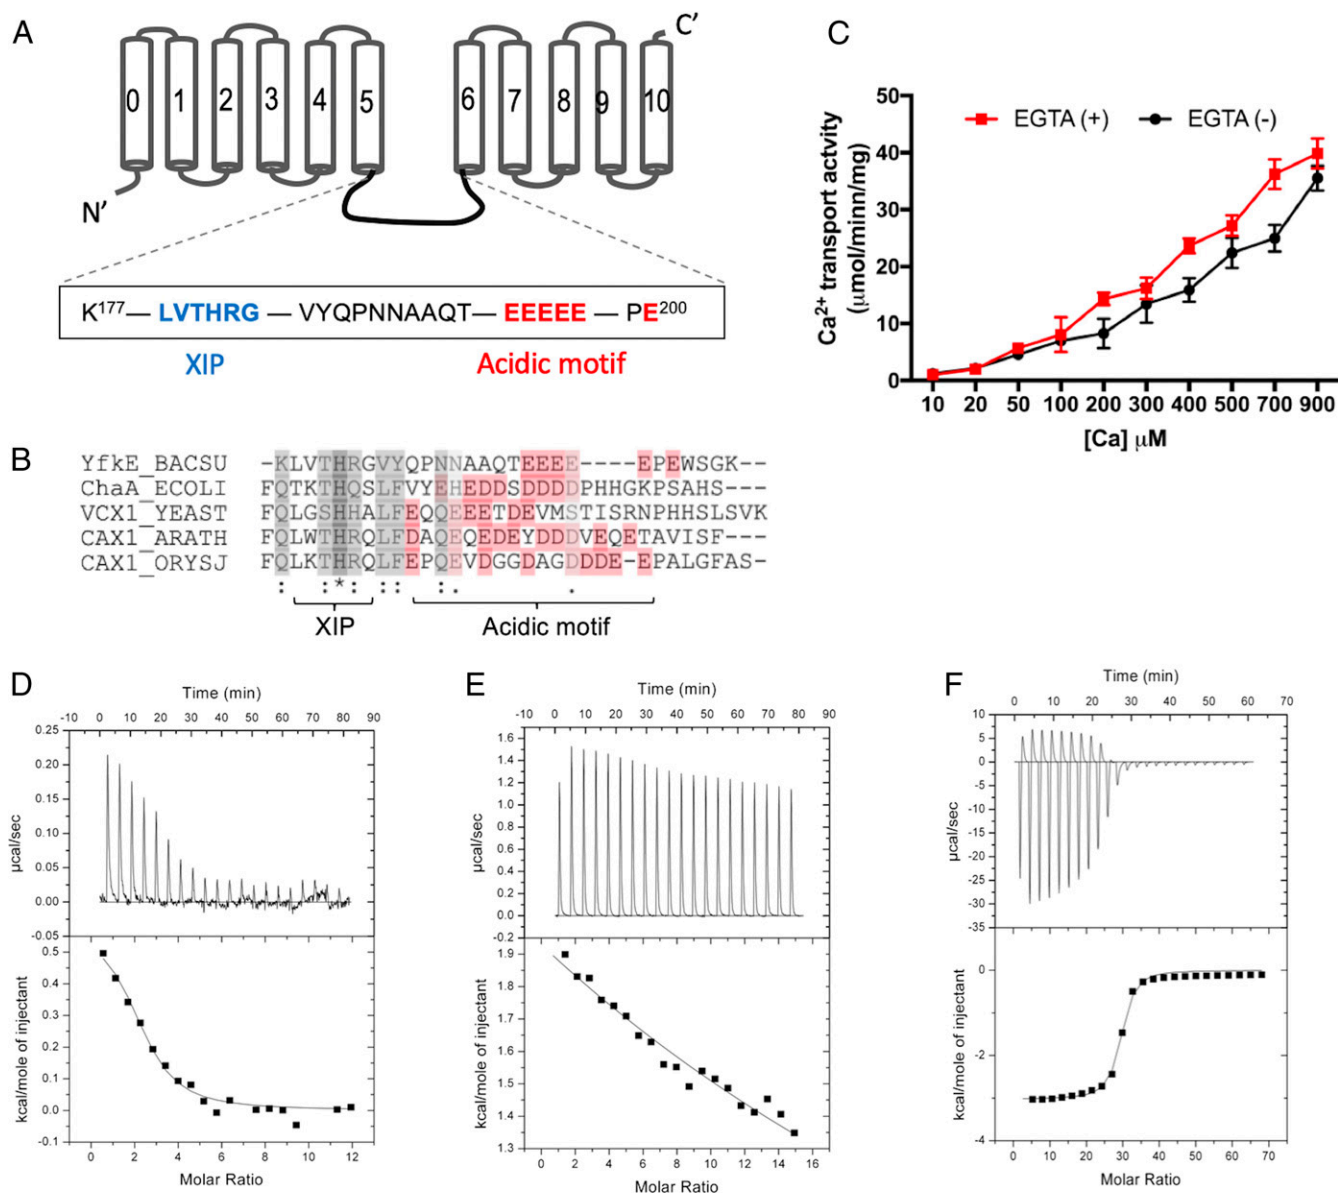 A
0 1 2 3 4 5 6 7 8 9 10
N'
C'
K177— LVTHRG— VYQPNNAAQT— EEEEE — PE200
XIP
Acidic motif
C
EGTA (+)
EGTA (-)
Ca2+ transport actvity
(μmol/minn/mg)
50
40
30
20
10
0
10 20 50 100 200 300 400 500 700 900
[Ca] μM
B
YfkE_BACSU -KLVTHRGVYQPNNAAQTEEEE----EPEWSGK--
ChaA_ECOLI FQTKTHQSLFVYEHEDDSDDDDPHHGKPSAHS---
VCX1_YEAST FQLGSHHALFEQQEEETDEVMSTISRNPHHSLSVK
CAX1_ARATH FQLWTHRQLFDAQEQEDEYDDDVEQETAVISF---
CAX1_ORYSJ FQLKTHRQLFEPQEVDGGDAGDDDE-EPALGFAS-
: :*: :: :. .
XIP
Acidic motif
D
Time (min)
-10 0 10 20 30 40 50 60 70 80 90
0.25
0.20
0.15
0.10
0.05
0.00
-0.05
μcal/sec
0.5
0.4
0.3
0.2
0.1
0.0
-0.1
kcal/mole of injectant
0 2 4 6 8 10 12
Molar Ratio
E
Time (min)
-10 0 10 20 30 40 50 60 70 80 90
1.6
1.4
1.2
1.0
0.8
0.6
0.4
0.2
0.0
-0.2
μcal/sec
1.9
1.8
1.7
1.6
1.5
1.4
1.3
kcal/mole of injectant
0 2 4 6 8 10 12 14 16
Molar Ratio
F
Time (min)
0 10 20 30 40 50 60 70
10
5
0
-5
-10
-15
-20
-25
-30
-35
μcal/sec
0
-2
-4
kcal/mole of injectant
0 10 20 30 40 50 60 70
Molar Ratio